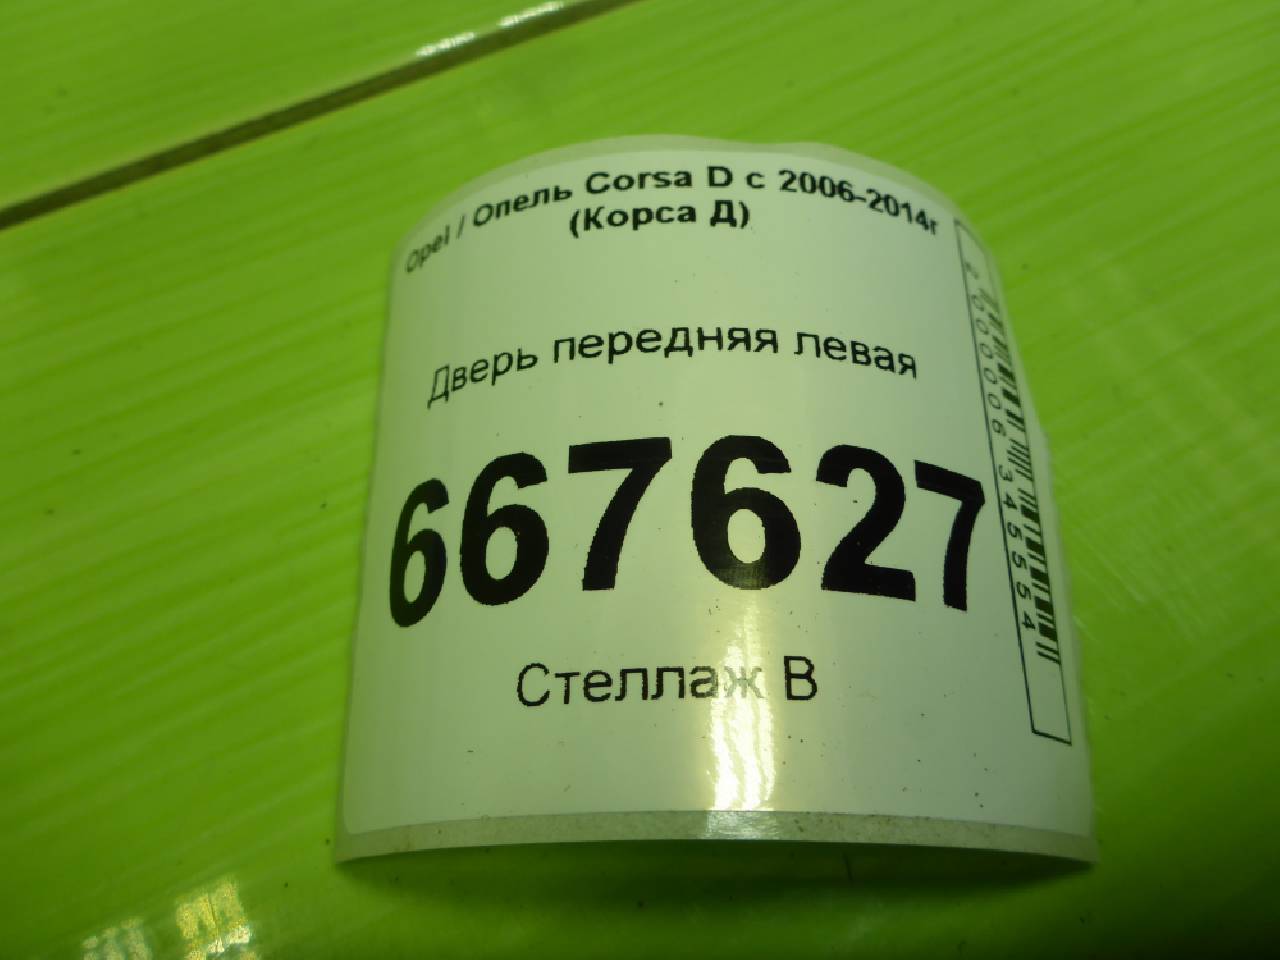 Opel / Опель Corsa D с 2006-2014г
(Корса Д)
Дверь передняя левая
667627
Стеллаж В
2000006345554